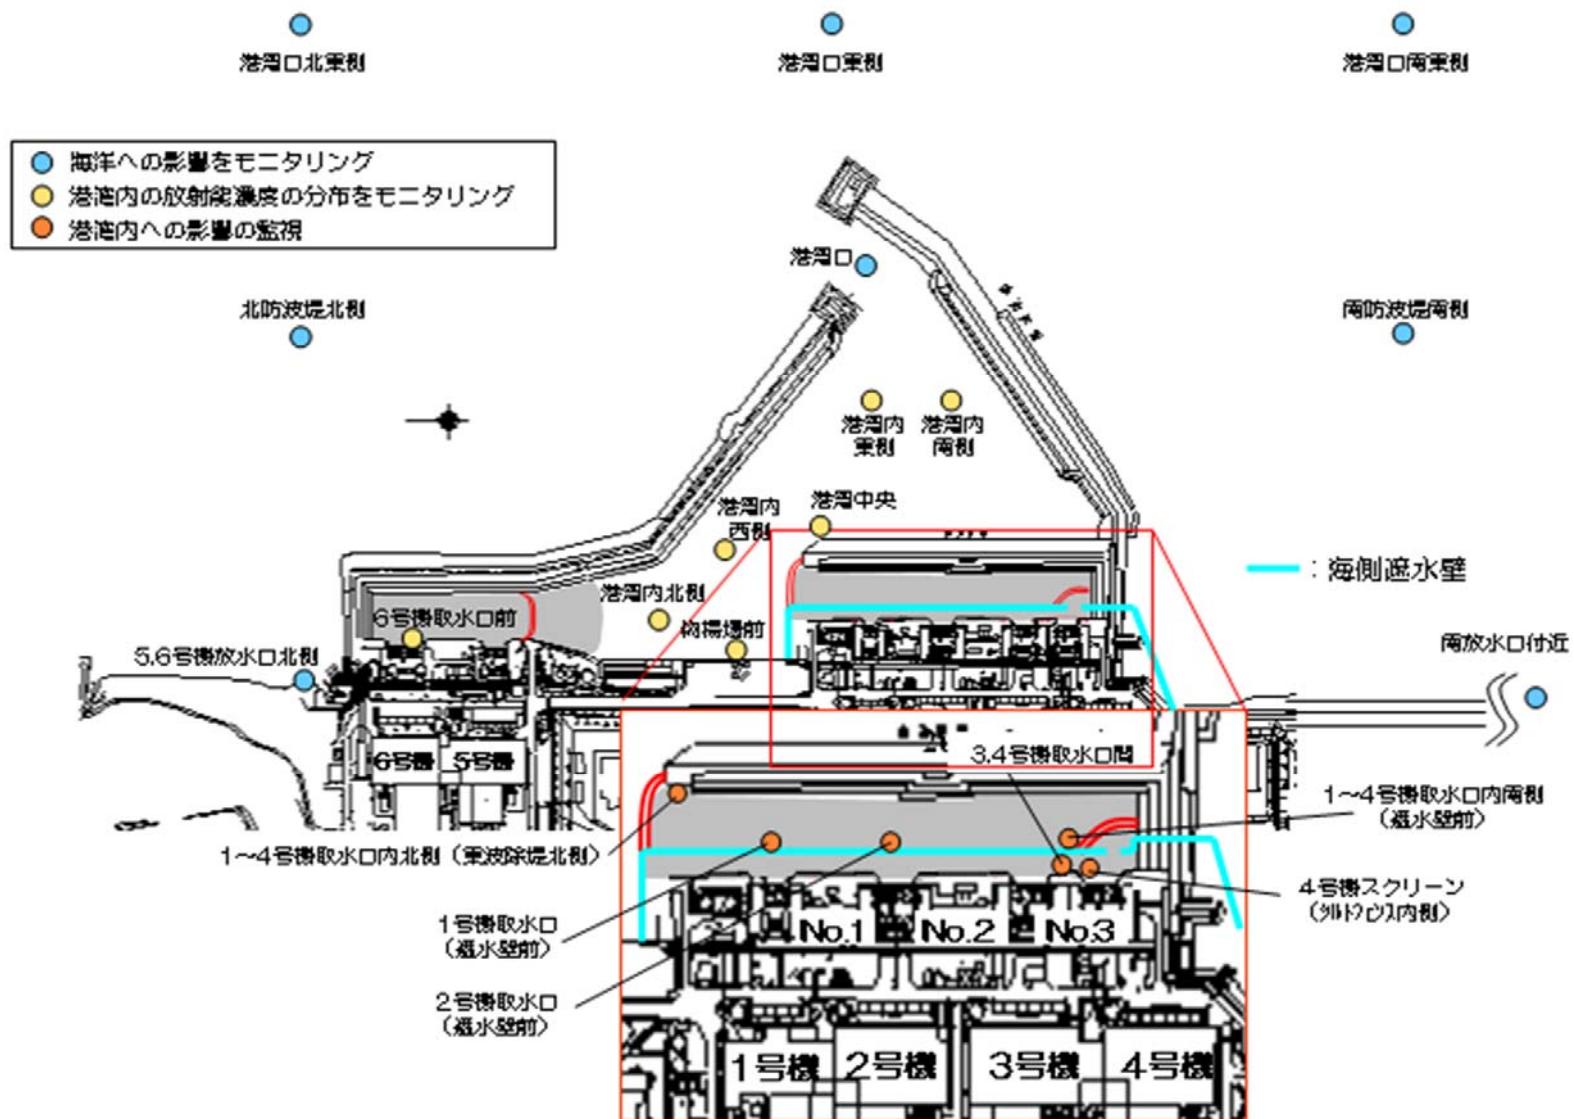 港湾口北東側
港湾口東側
港湾口南東側
海洋への影響をモニタリング
港湾内の放射能濃度の分布をモニタリング
港湾内への影響の監視
港湾口
北防波堤北側
南防波堤南側
港湾内
東側
港湾内
南側
港湾内
西側
港湾中央
：海側遮水壁
港湾内北側
6号機取水口前
物揚場前
5,6号機放水口北側
南放水口付近
6号機
5号機
3,4号機取水口間
1～4号機取水口内南側
（遮水壁前）
1～4号機取水口内北側（東波除堤北側）
4号機スクリーン
（シルトフェンス内側）
1号機取水口
（遮水壁前）
No.1
No.2
No.3
2号機取水口
（遮水壁前）
1号機
2号機
3号機
4号機